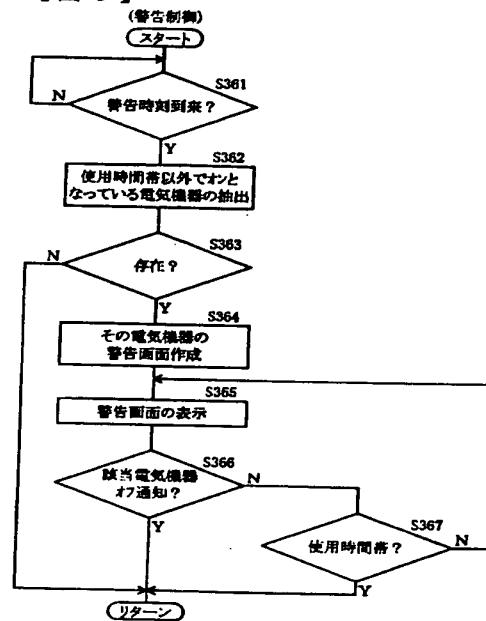 (警告制御)
スタート
S361
N
警告時刻到来?
Y
S362
使用時間帯以外でオンと
なっている電気機器の抽出
S363
N
存在?
Y
S364
その電気機器の
警告画面作成
S365
警告画面の表示
S366
該当電気機器
オフ通知?
N
Y
S367
使用時間帯?
N
Y
リターン